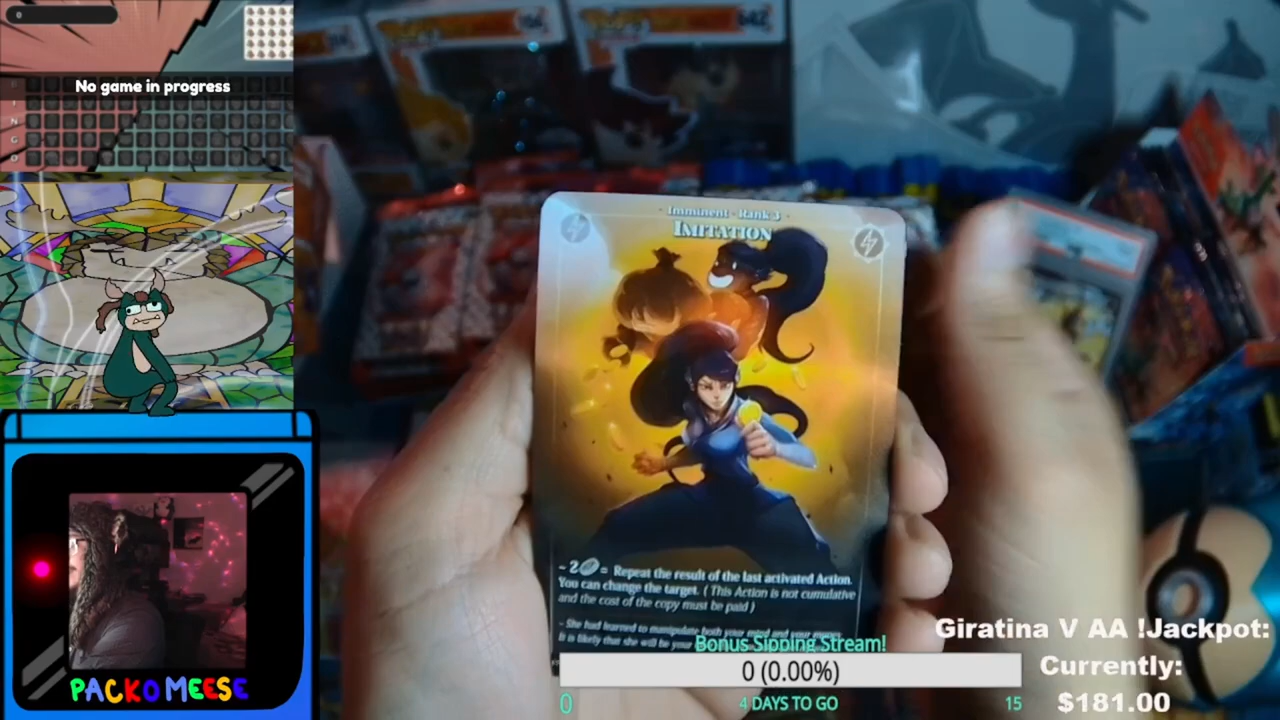 0
No game in progress
I
N
G
O
- Imminent - Rank 3 -
IMITATION
~ 2 = Repeat the result of the last activated Action.
You can change the target. ( This Action is not cumulative
and the cost of the copy must be paid )
~ She had learned to manipulate both your mind and your
It is likely that she will be your
Bonus Sipping Stream!
0 (0.00%)
0
4 DAYS TO GO
15
Giratina V AA !Jackpot:
Currently:
$181.00
PACKOMEESE